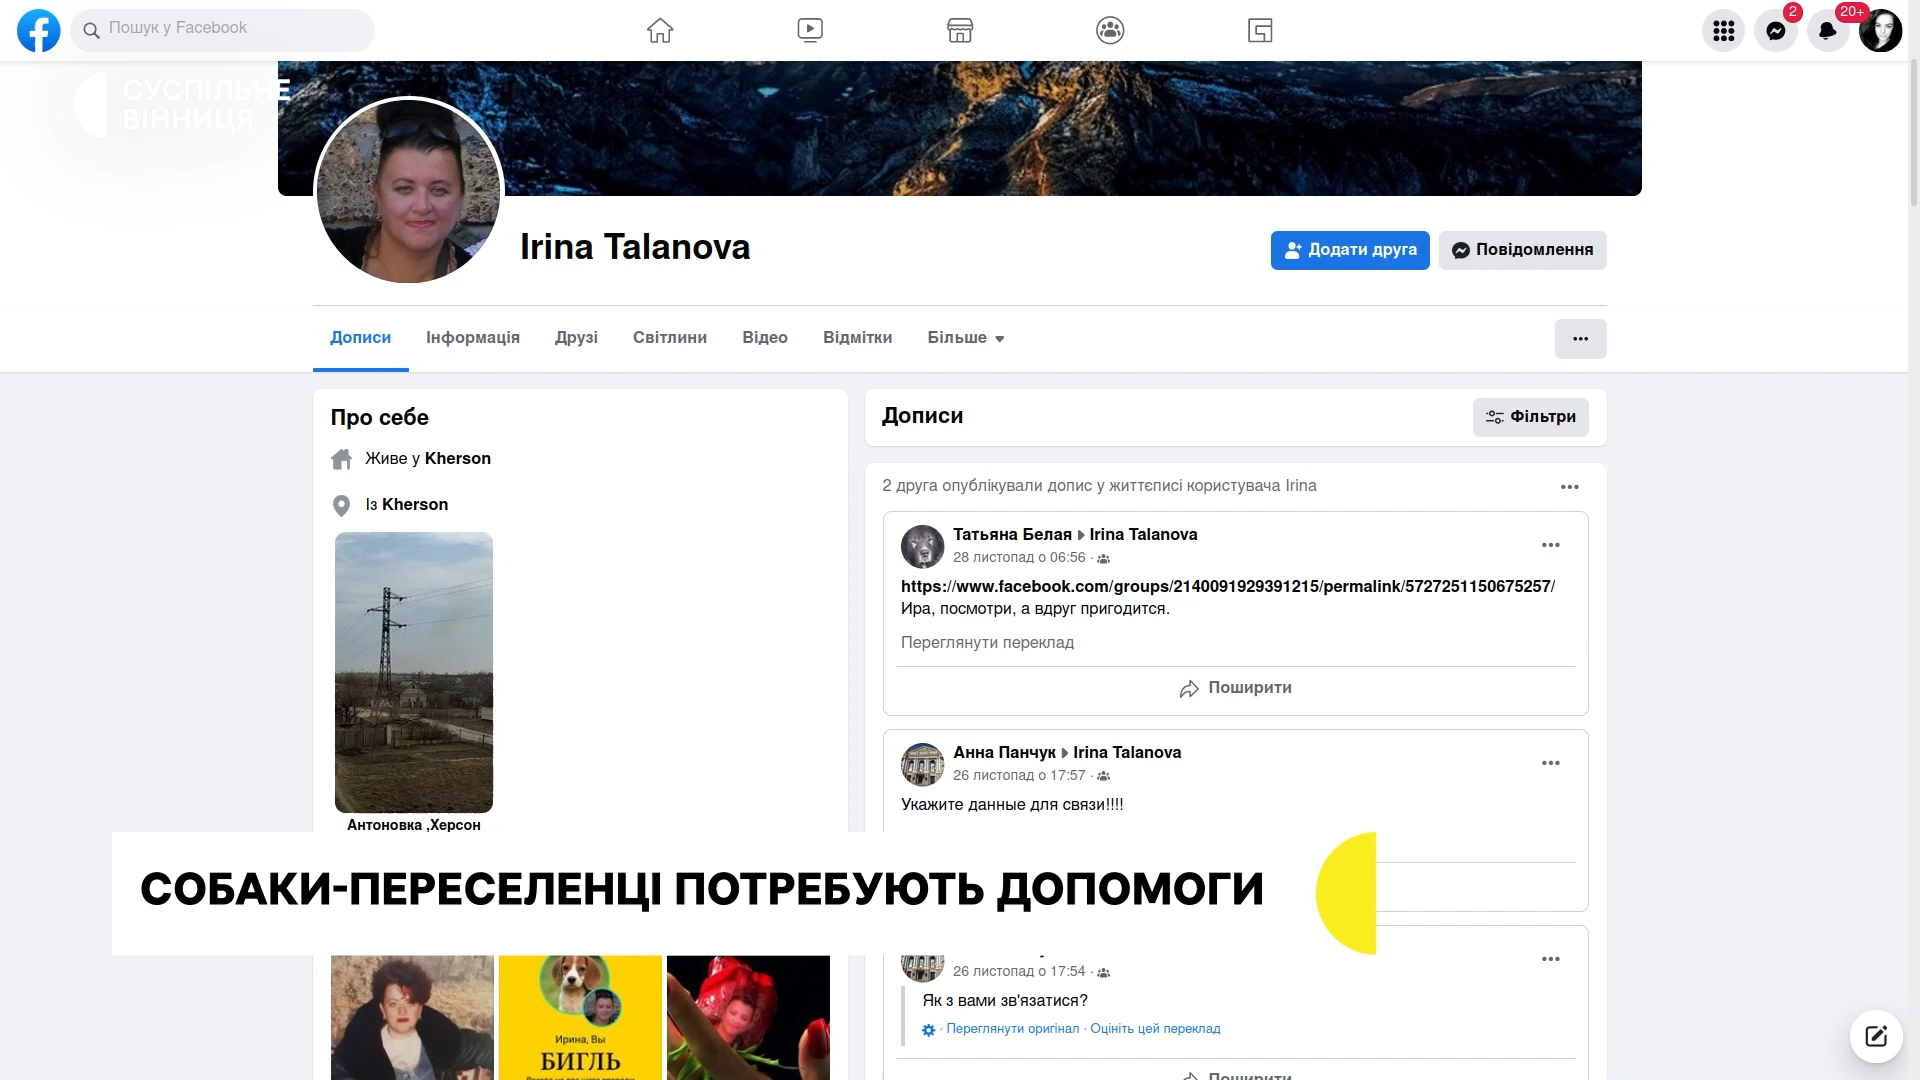 Пошук у Facebook
2
20+
СУСПІЛЬНЕ
ВІННИЦЯ
Irina Talanova
Додати друга
Повідомлення
Дописи
Інформація
Друзі
Світлини
Відео
Відмітки
Більше
Про себе
Живе у Kherson
Із Kherson
Антоновка ,Херсон
Дописи
Фільтри
2 друга опублікували допис у життєписі користувача Irina
Татьяна Белая Irina Talanova
28 листопад о 06:56 ·
https://www.facebook.com/groups/2140091929391215/permalink/5727251150675257/
Ира, посмотри, а вдруг пригодится.
Переглянути переклад
Поширити
Анна Панчук Irina Talanova
26 листопад о 17:57 ·
Укажите данные для связи!!!!
СОБАКИ-ПЕРЕСЕЛЕНЦІ ПОТРЕБУЮТЬ ДОПОМОГИ
Ирина, Вы
БИГЛЬ
26 листопад о 17:54 ·
Як з вами зв'язатися?
· Переглянути оригінал · Оцініть цей переклад
Поширити